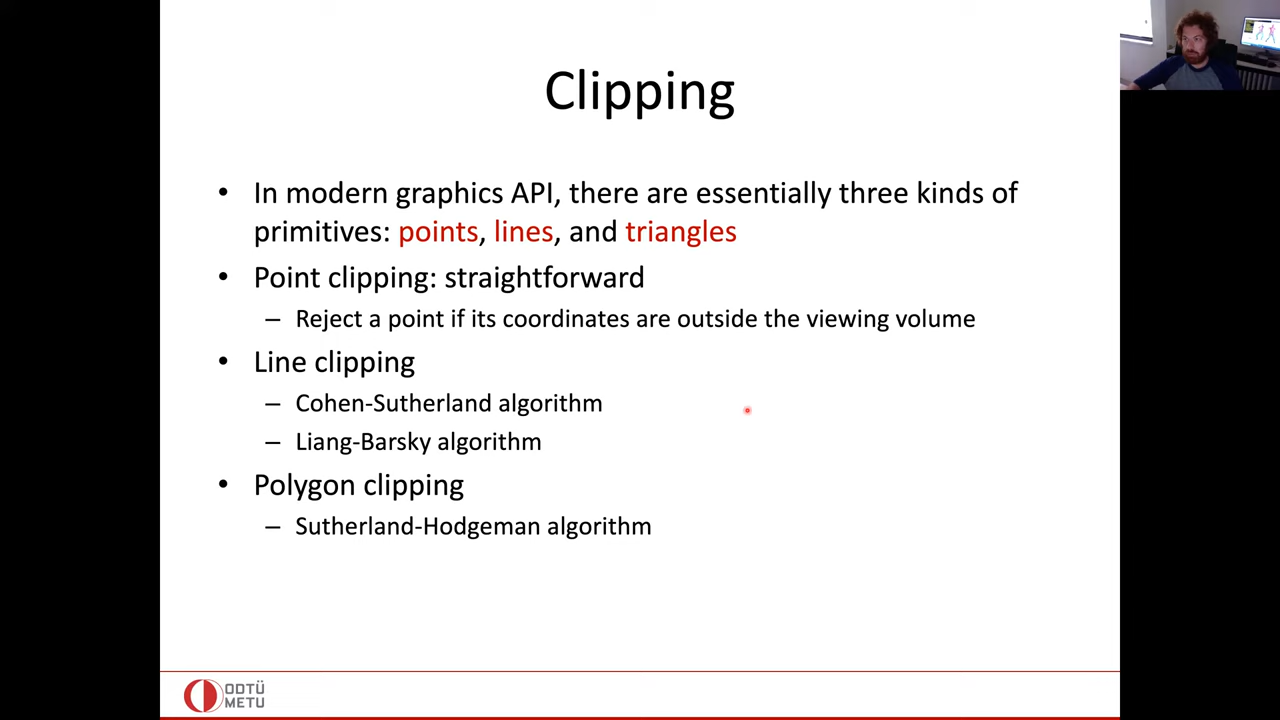 Clipping
• In modern graphics API, there are essentially three kinds of
primitives: points, lines, and triangles
• Point clipping: straightforward
– Reject a point if its coordinates are outside the viewing volume
• Line clipping
– Cohen-Sutherland algorithm
– Liang-Barsky algorithm
• Polygon clipping
– Sutherland-Hodgeman algorithm
ODTÜ
METU